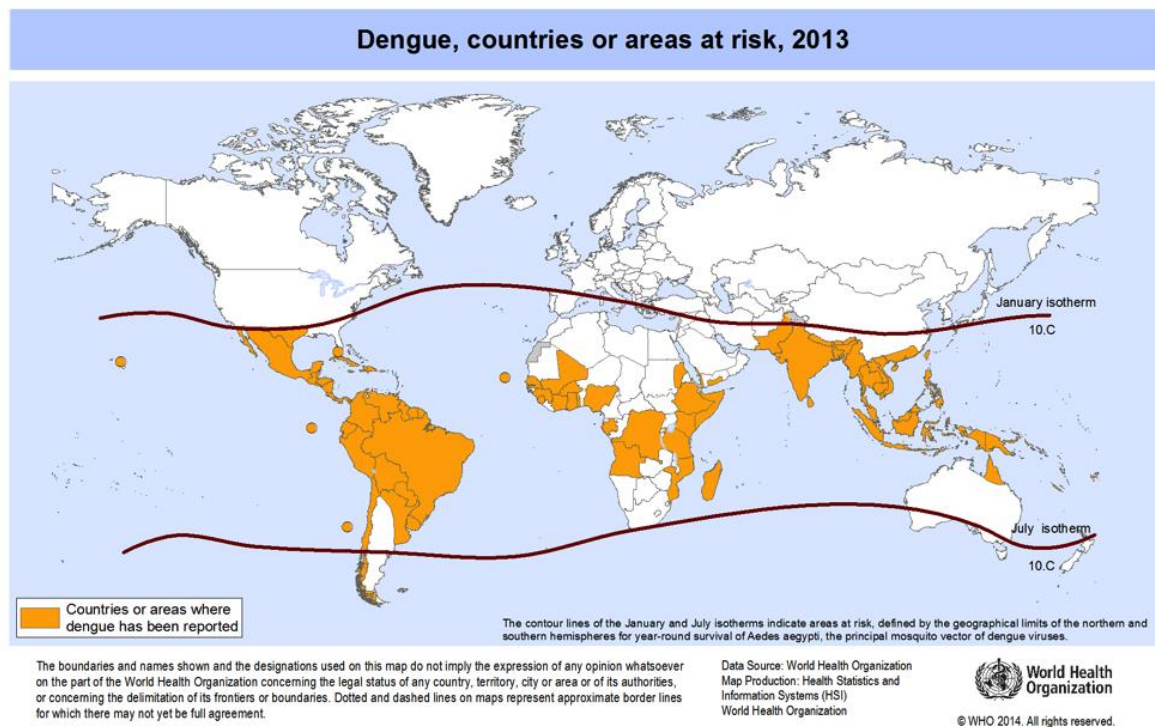 Dengue, countries or areas at risk, 2013
January isotherm
10.C
July isotherm
10.C
Countries or areas where
dengue has been reported
The contour lines of the January and July isotherms indicate areas at risk, defined by the geographical limits of the northern and
southern hemispheres for year-round survival of Aedes aegypti, the principal mosquito vector of dengue viruses.
The boundaries and names shown and the designations used on this map do not imply the expression of any opinion whatsoever
on the part of the World Health Organization concerning the legal status of any country, territory, city or area or of its authorities,
or concerning the delimitation of its frontiers or boundaries. Dotted and dashed lines on maps represent approximate border lines
for which there may not yet be full agreement.
Data Source: World Health Organization
Map Production: Health Statistics and
Information Systems (HSI)
World Health Organization
World Health
Organization
© WHO 2014. All rights reserved.